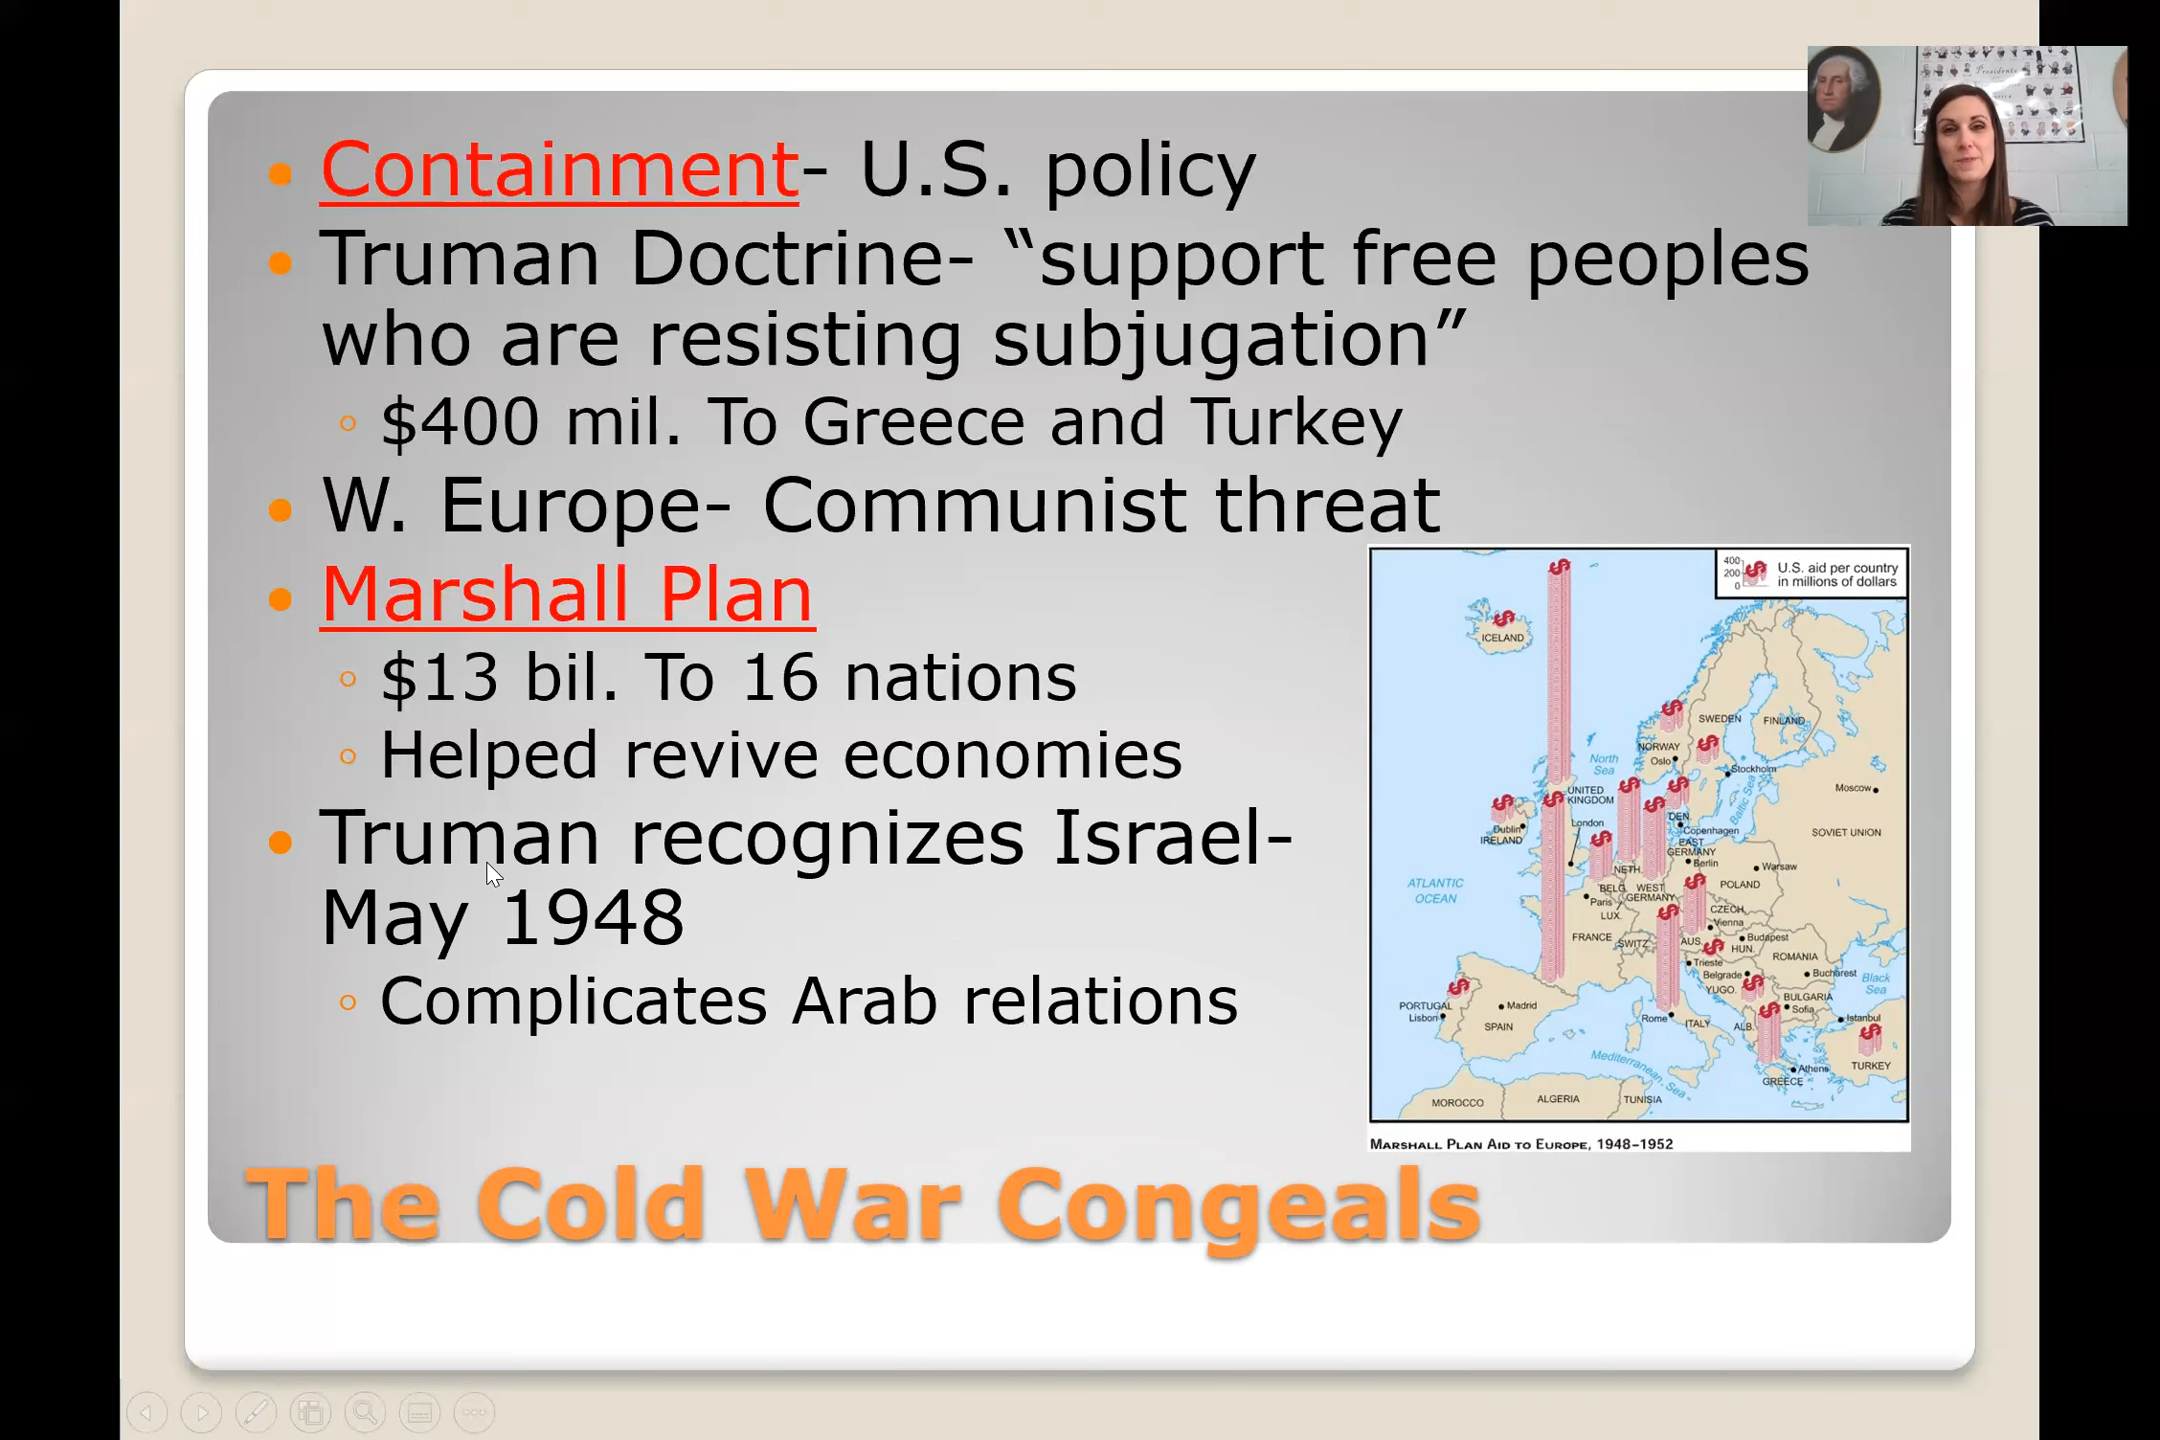 Containment- U.S. policy
Truman Doctrine- “support free peoples
who are resisting subjugation”
$400 mil. To Greece and Turkey
W. Europe- Communist threat
Marshall Plan
$13 bil. To 16 nations
Helped revive economies
Truman recognizes Israel-
May 1948
Complicates Arab relations
The Cold War Congeals
Presidents
400
200
0
$
U.S. aid per country
in millions of dollars
ICELAND
SWEDEN
FINLAND
NORWAY
Oslo
Stockholm
North
Sea
Baltic Sea
Moscow
SOVIET UNION
UNITED
KINGDOM
London
Dublin
IRELAND
DEN.
Copenhagen
EAST
GERMANY
Berlin
Warsaw
POLAND
NETH.
BELG.
WEST
GERMANY
Paris
LUX.
ATLANTIC
OCEAN
CZECH.
Vienna
FRANCE
SWITZ.
AUS.
Budapest
HUN.
ROMANIA
Trieste
Belgrade
Bucharest
Black
Sea
YUGO.
BULGARIA
Sofia
Istanbul
PORTUGAL
Lisbon
Madrid
SPAIN
Rome
ITALY
ALB.
Mediterranean Sea
Athens
GREECE
TURKEY
MOROCCO
ALGERIA
TUNISIA
Marshall Plan Aid to Europe, 1948–1952